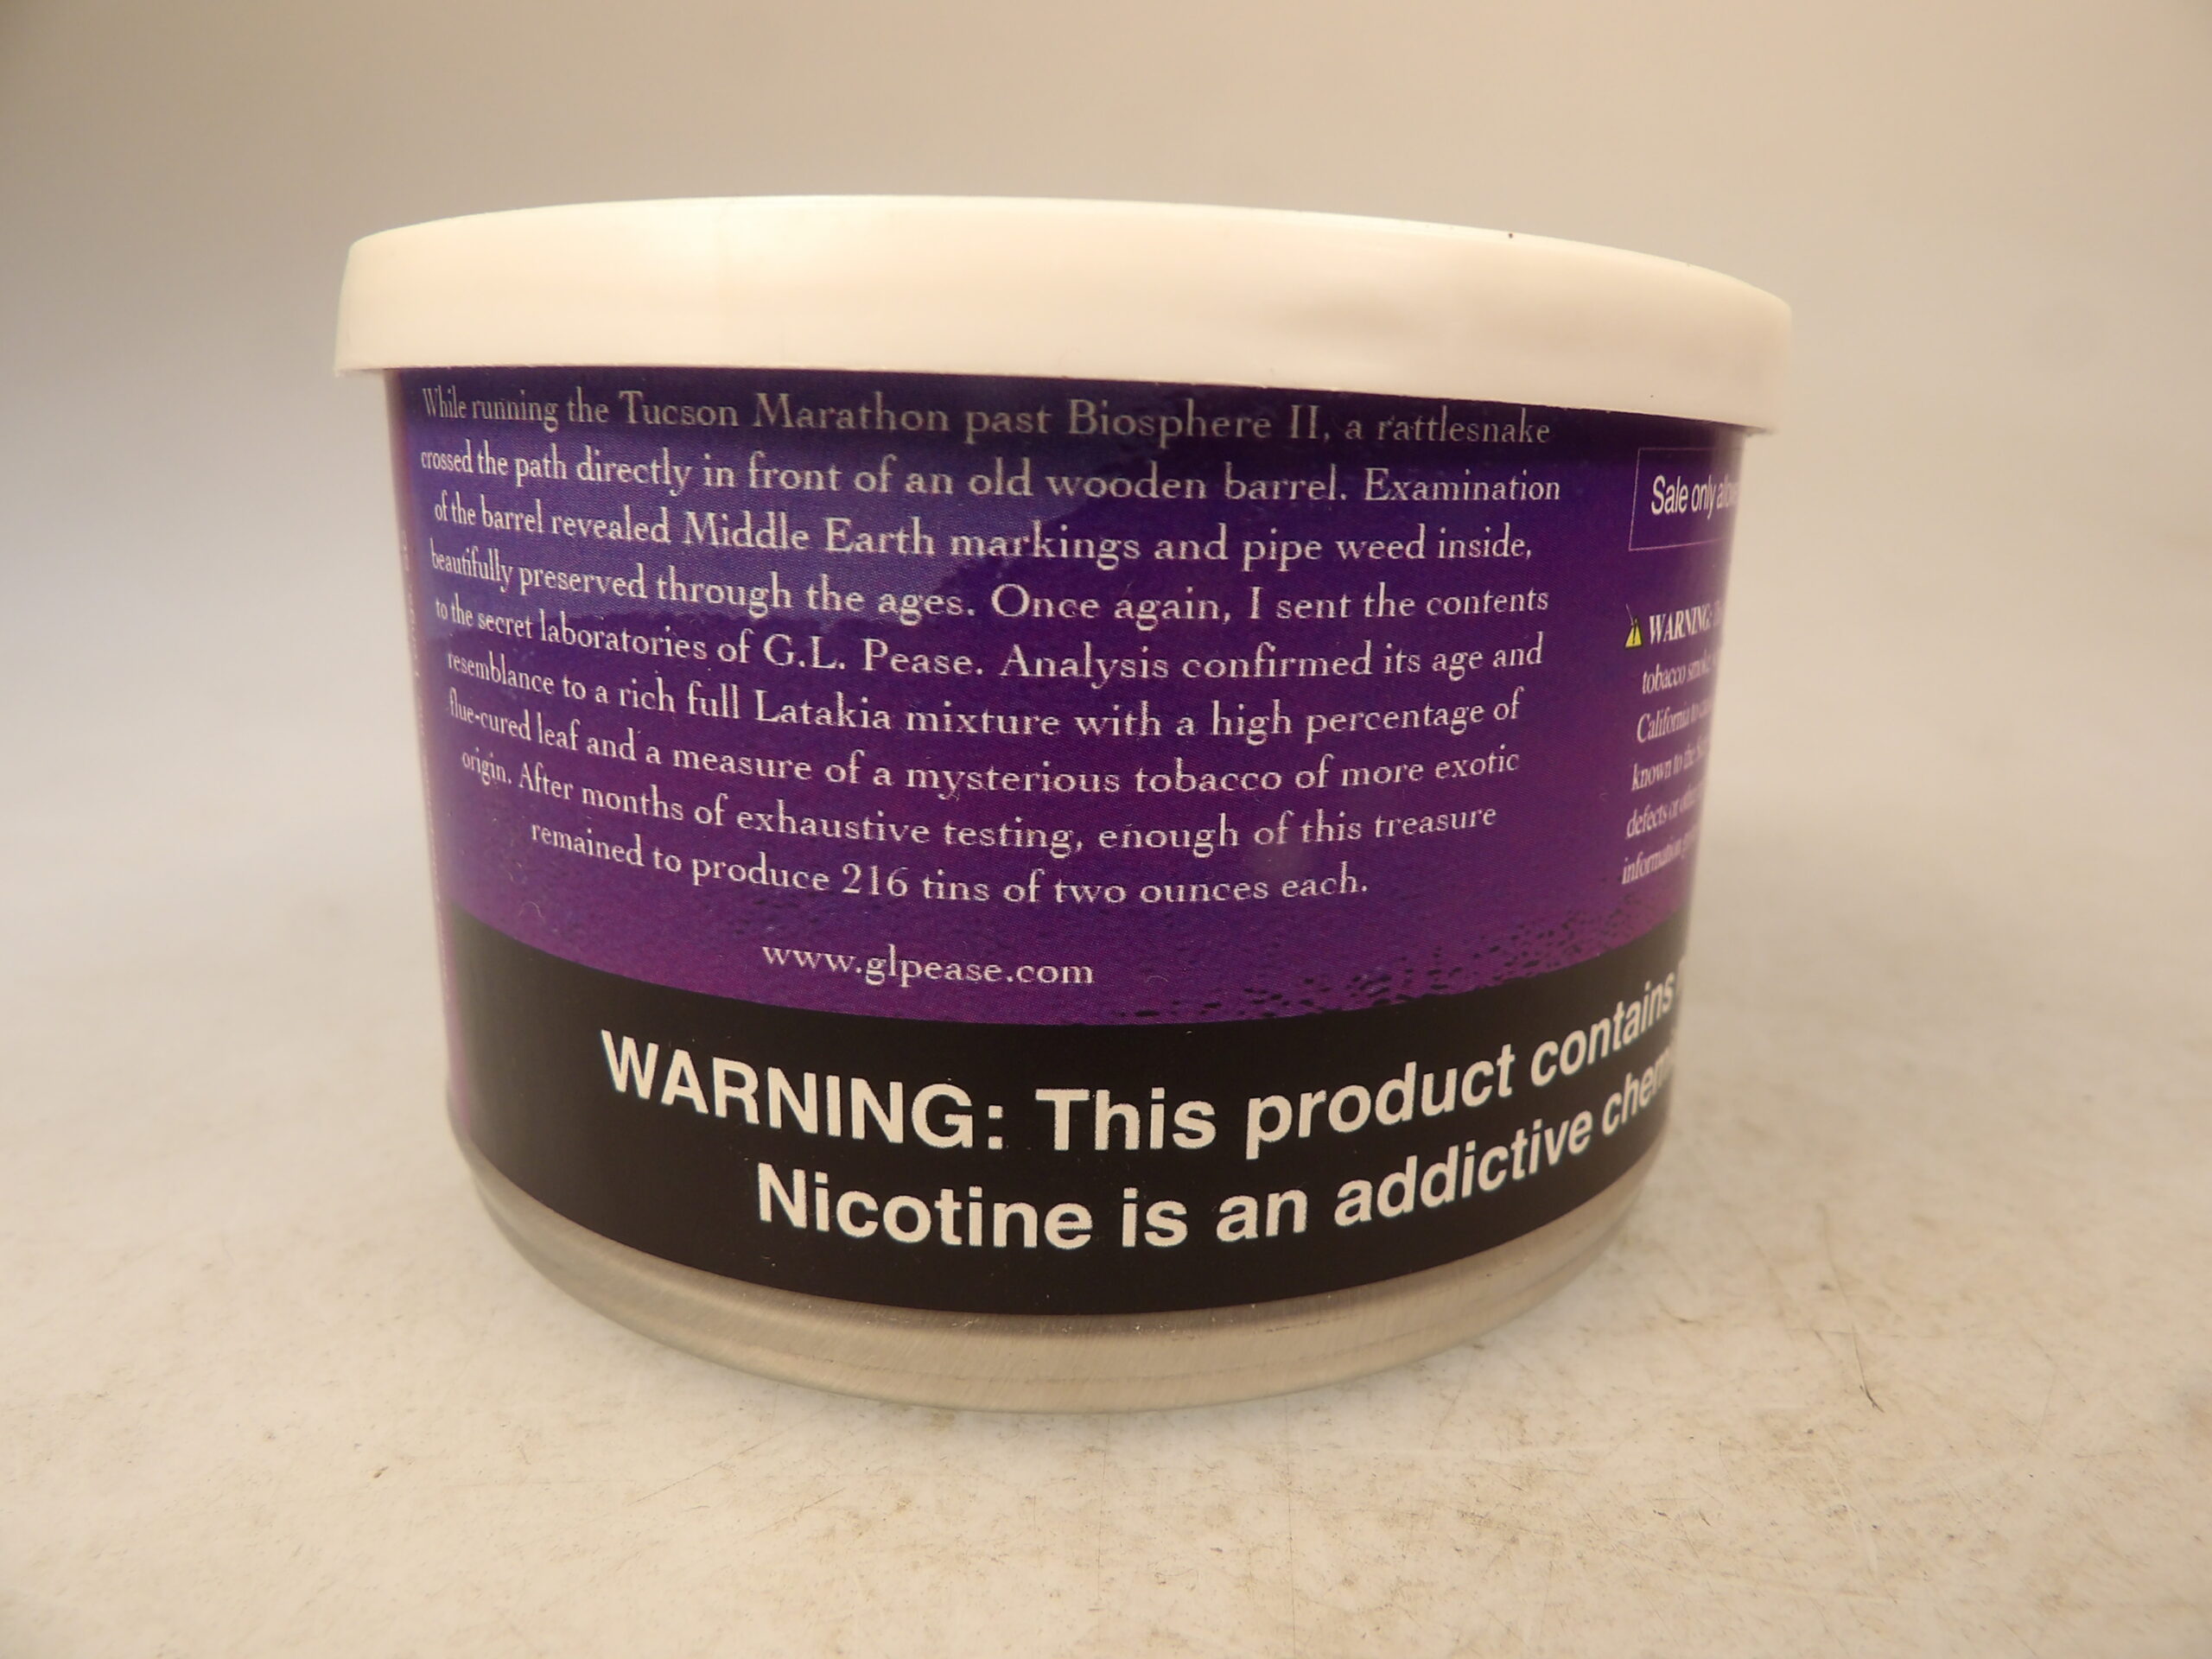 While running the Tucson Marathon past Biosphere II, a rattlesnake
crossed the path directly in front of an old wooden barrel. Examination
of the barrel revealed Middle Earth markings and pipe weed inside,
beautifully preserved through the ages. Once again, I sent the contents
to the secret laboratories of G.L. Pease. Analysis confirmed its age and
resemblance to a rich full Latakia mixture with a high percentage of
flue-cured leaf and a measure of a mysterious tobacco of more exotic
origin. After months of exhaustive testing, enough of this treasure
remained to produce 216 tins of two ounces each.
www.glpease.com
Sale only
WARNING:
tobacco
California to
known to the
defects or
information
WARNING: This product contains
Nicotine is an addictive